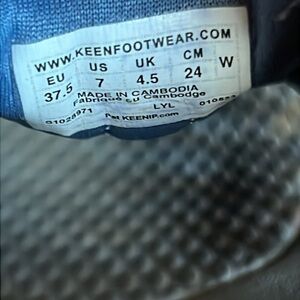 WWW.KEENFOOTWEAR.COM
EU US UK CM W
37.5 7 4.5 24
MADE IN CAMBODIA
Fabriqué au Cambodge
LYL
Pat KEENIP.com